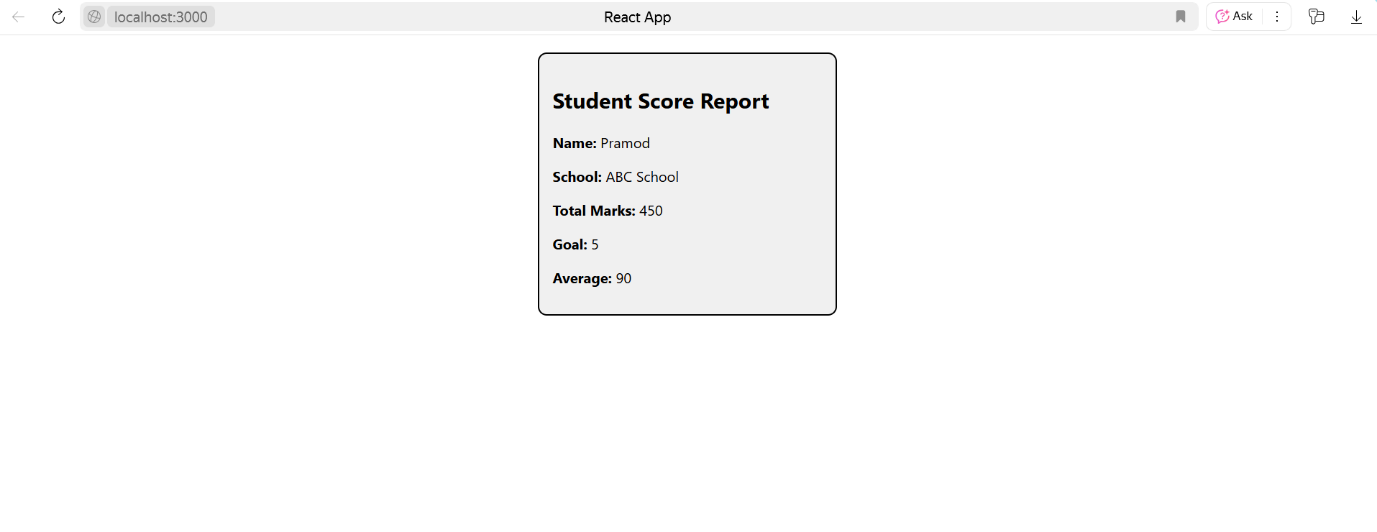 localhost:3000
React App
Ask
Student Score Report
Name: Pramod
School: ABC School
Total Marks: 450
Goal: 5
Average: 90